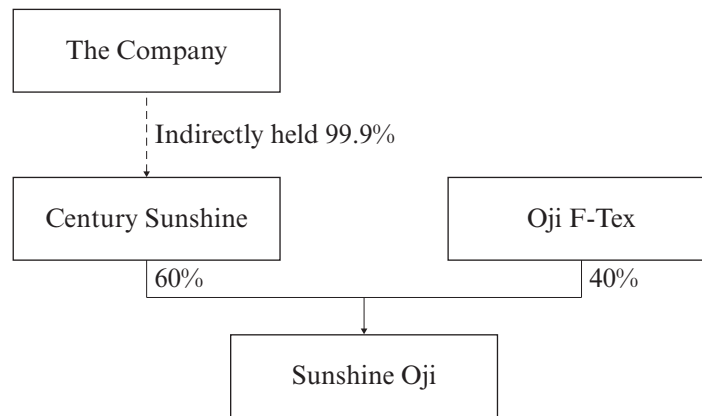 The Company
Indirectly held 99.9%
Century Sunshine
Oji F-Tex
60%
40%
Sunshine Oji